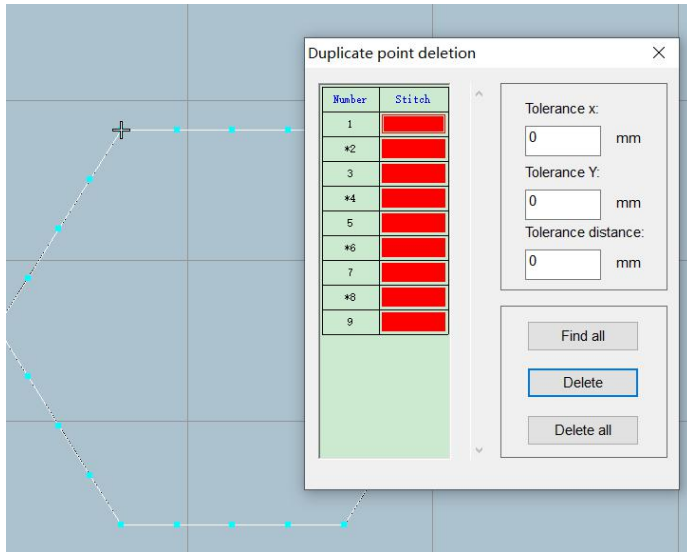 Duplicate point deletion
Number Stitch
1
*2
3
*4
5
*6
7
*8
9
Tolerance x:
0 mm
Tolerance Y:
0 mm
Tolerance distance:
0 mm
Find all
Delete
Delete all